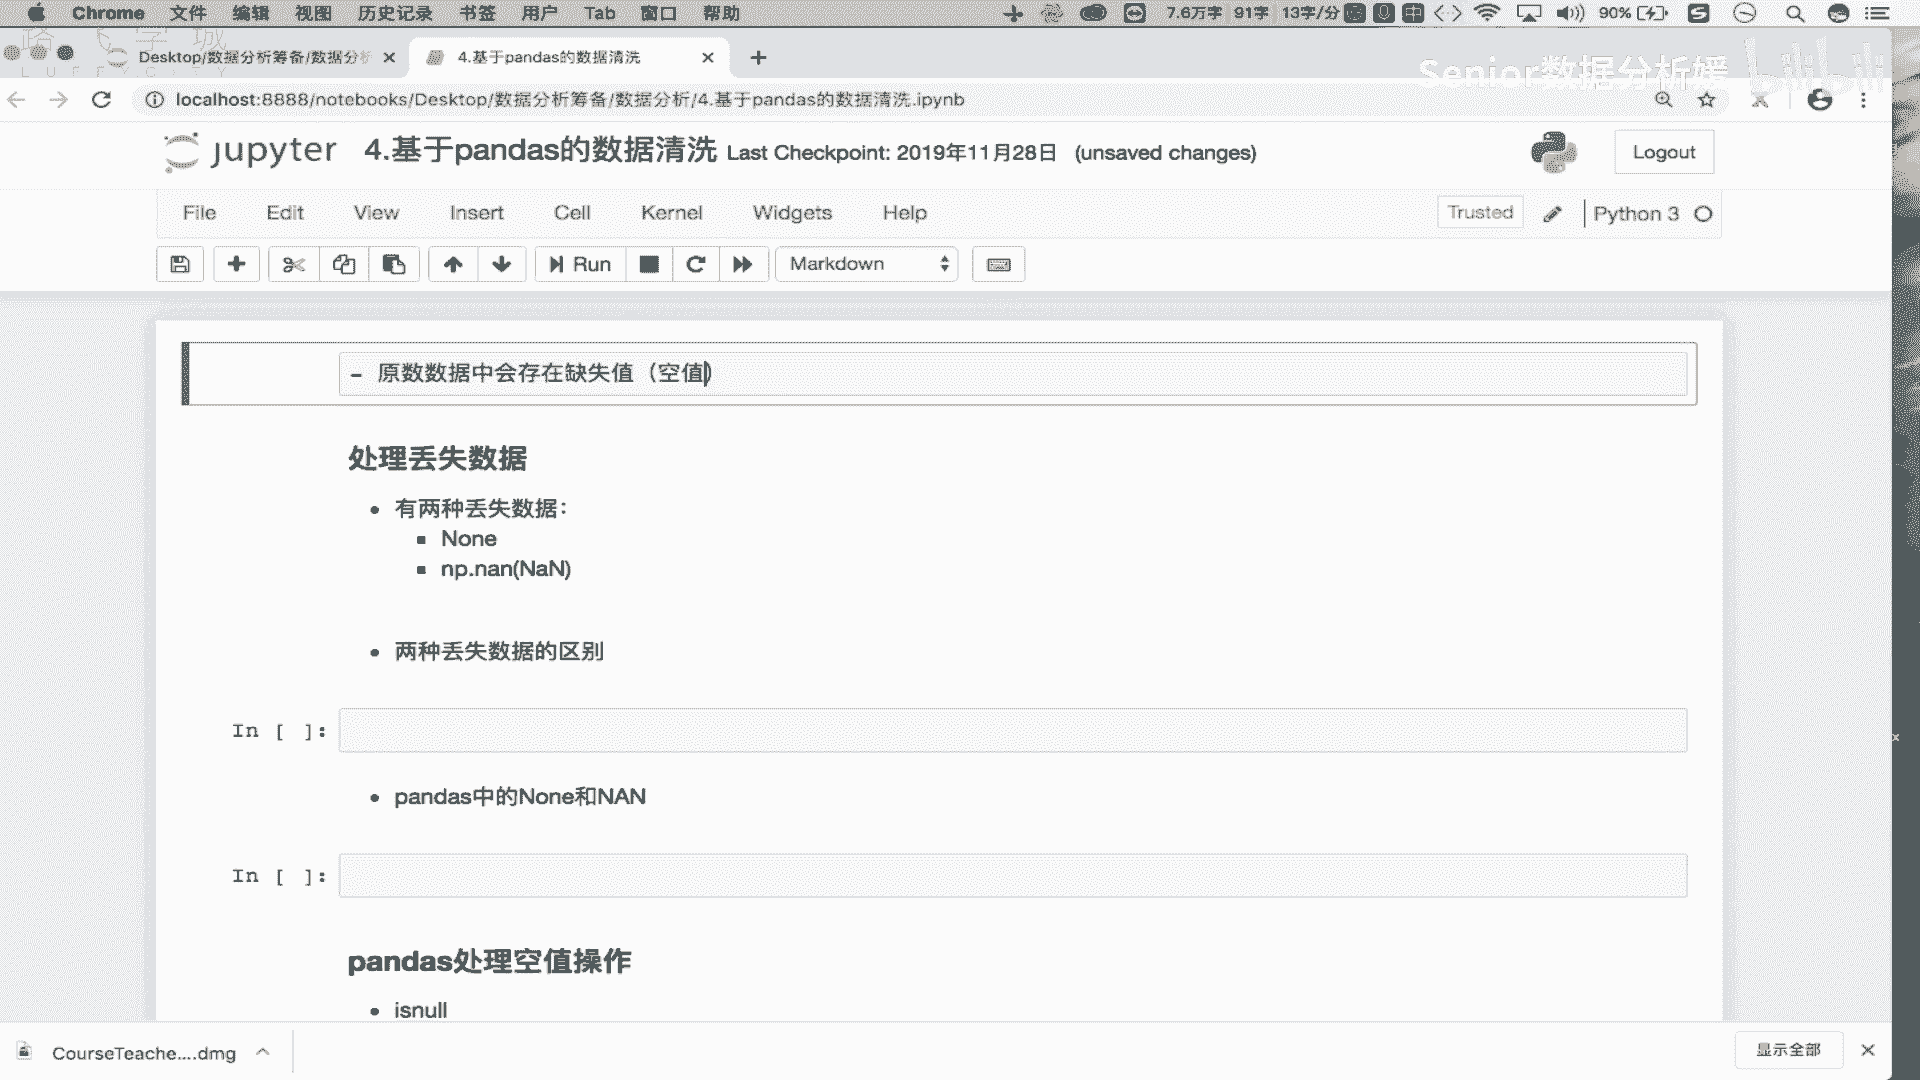 Chrome 文件 编辑 视图 历史记录 书签 用户 Tab 窗口 帮助 7.6万字 91字 13字/分 中 90%
路飞学城
LUFFYCITY
Desktop/数据分析筹备/数据分析
4.基于pandas的数据清洗
Senior数据分析媛 bilibili
localhost:8888/notebooks/Desktop/数据分析筹备/数据分析/4.基于pandas的数据清洗.ipynb
jupyter 4.基于pandas的数据清洗 Last Checkpoint: 2019年11月28日 (unsaved changes)
Logout
File Edit View Insert Cell Kernel Widgets Help
Trusted Python 3
Run Markdown
- 原数数据中会存在缺失值（空值）
处理丢失数据
有两种丢失数据：
None
np.nan(NaN)
两种丢失数据的区别
In [ ]:
pandas中的None和NAN
In [ ]:
pandas处理空值操作
isnull
CourseTeache....dmg
显示全部